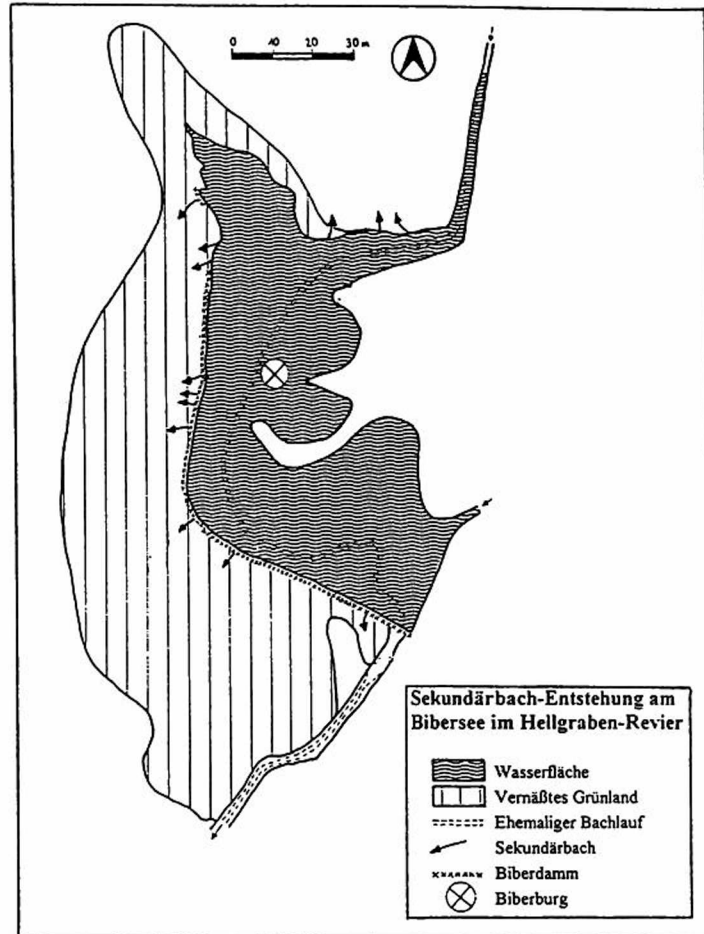 0 10 20 30 m
Sekundärbach-Entstehung am
Bibersee im Hellgraben-Revier
Wasserfläche
Vernäßtes Grünland
Ehemaliger Bachlauf
Sekundärbach
Biberdamm
Biberburg